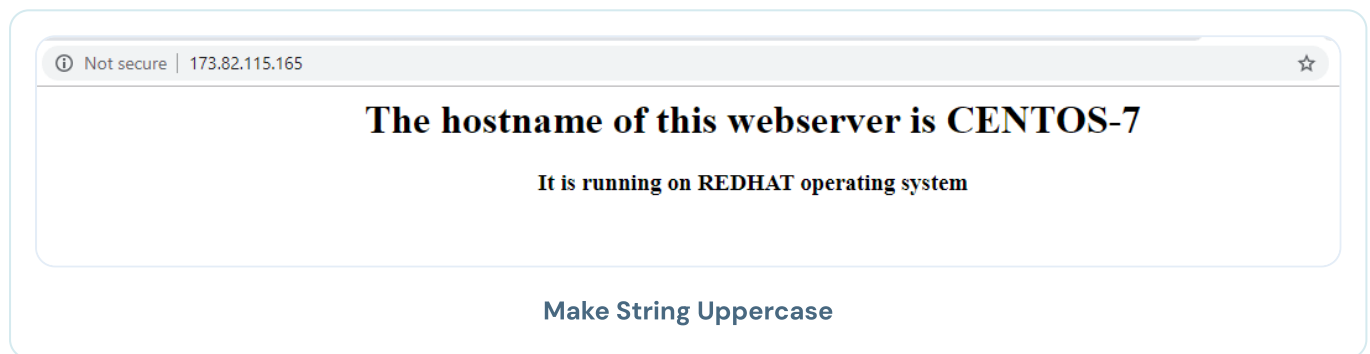 Not secure | 173.82.115.165
The hostname of this webserver is CENTOS-7
It is running on REDHAT operating system
Make String Uppercase